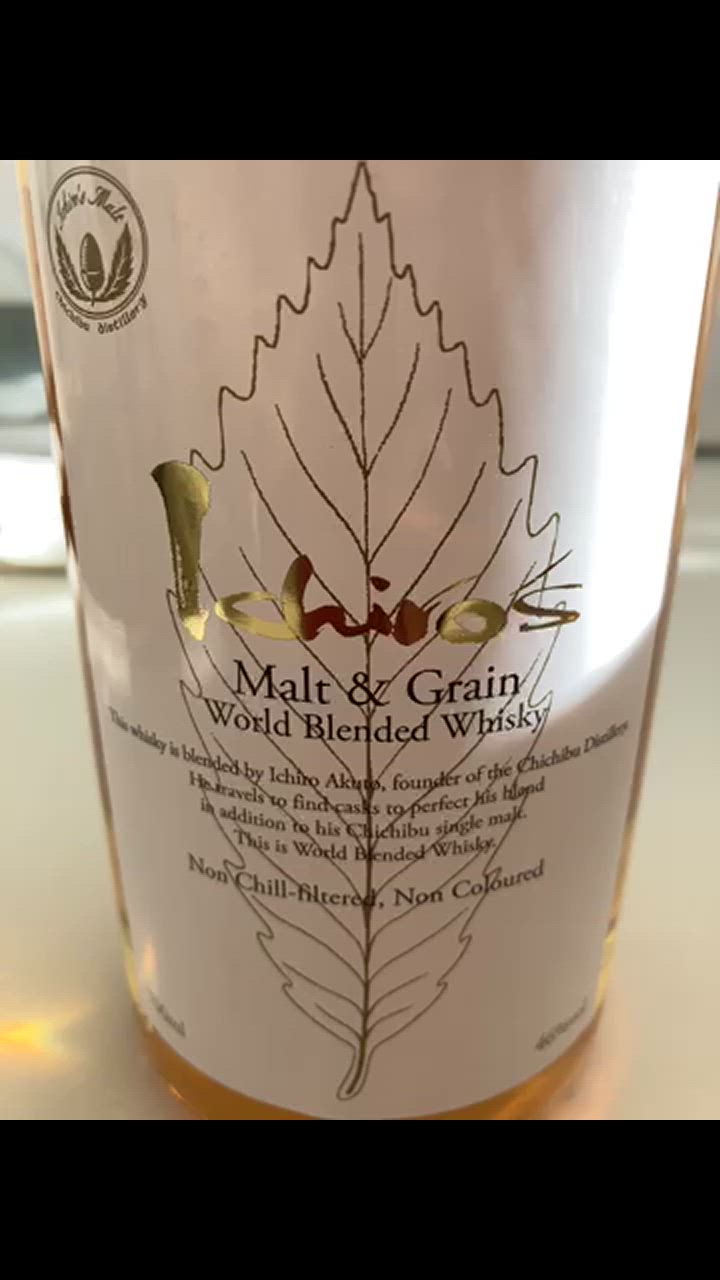 Ichiro's Malt
Chichibu distillery
Ichiro's
Malt & Grain
World Blended Whisky
This whisky is blended by Ichiro Akuto, founder of the Chichibu Distillery.
He travels to find casks to perfect his blend
in addition to his Chichibu single malt.
This is World Blended Whisky.
Non Chill-filtered, Non Coloured